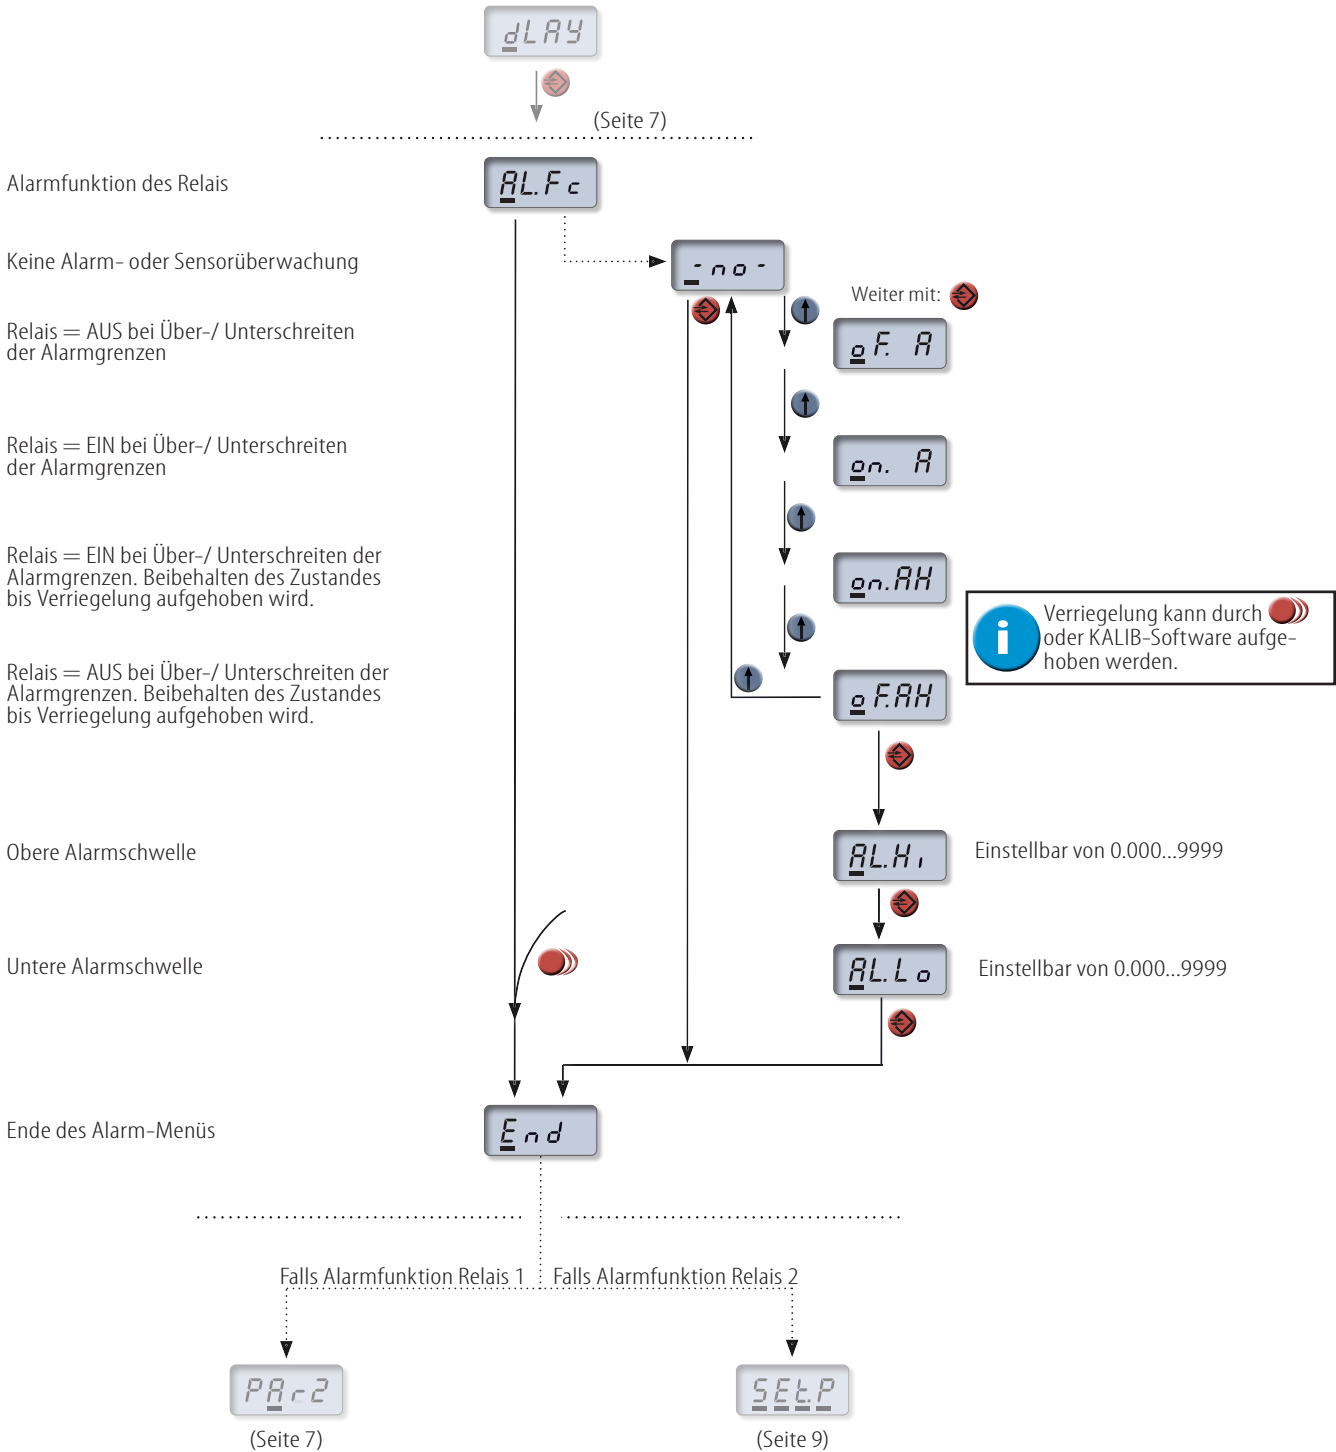 dLAY
(Seite 7)
Alarmfunktion des Relais
AL.Fc
Keine Alarm- oder Sensorüberwachung
-no-
Weiter mit:
Relais = AUS bei Über-/ Unterschreiten
der Alarmgrenzen
oF. A
Relais = EIN bei Über-/ Unterschreiten
der Alarmgrenzen
on. A
Relais = EIN bei Über-/ Unterschreiten der
Alarmgrenzen. Beibehalten des Zustandes
bis Verriegelung aufgehoben wird.
on.AH
i
Verriegelung kann durch
oder KALIB-Software aufge-
hoben werden.
Relais = AUS bei Über-/ Unterschreiten der
Alarmgrenzen. Beibehalten des Zustandes
bis Verriegelung aufgehoben wird.
oF.AH
Obere Alarmschwelle
AL.Hi
Einstellbar von 0.000...9999
Untere Alarmschwelle
AL.Lo
Einstellbar von 0.000...9999
Ende des Alarm-Menüs
End
Falls Alarmfunktion Relais 1
Falls Alarmfunktion Relais 2
PAr2
SEt.P
(Seite 7)
(Seite 9)